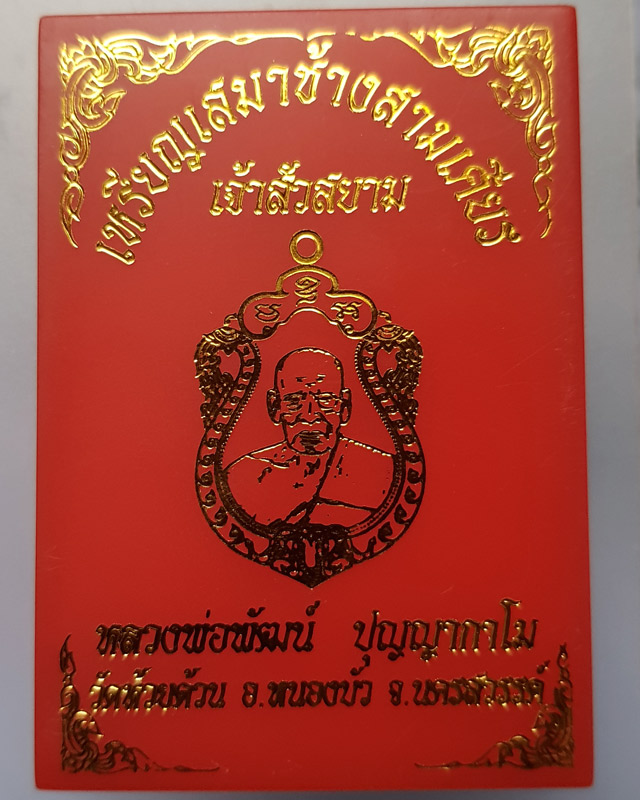 เหรียญเสมาช้างสามเศียร
เจ้าสัวสยาม
หลวงพ่อพัฒน์ ปุญฺญากาโม
วัดห้วยด้วน อ.หนองบัว จ.นครสวรรค์